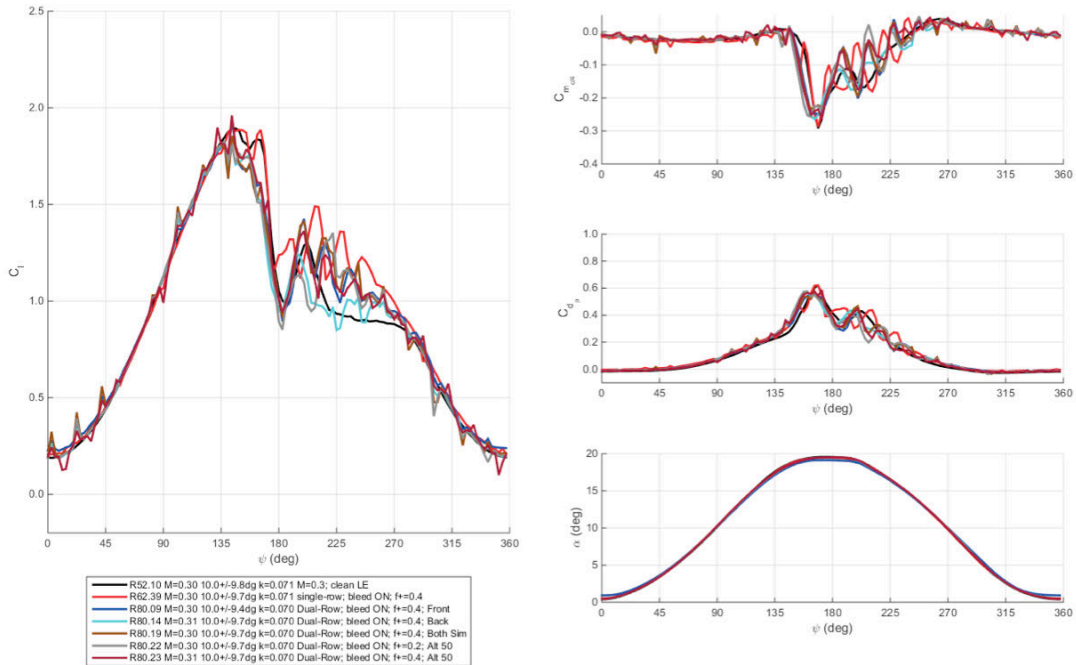 2.5
2.0
1.5
1.0
0.5
0.0
C_l
0 45 90 135 180 225 270 315 360
ψ (deg)
0.0
-0.1
-0.2
-0.3
-0.4
0 45 90 135 180 225 270 315 360
ψ (deg)
0.6
0.4
0.2
0.0
C_d_p
0 45 90 135 180 225 270 315 360
ψ (deg)
20
15
10
5
0
α (deg)
0 45 90 135 180 225 270 315 360
ψ (deg)
R52.10 M=0.30 10.0+/-9.8dg k=0.071 M=0.3; clean LE
R62.39 M=0.30 10.0+/-9.7dg k=0.071 single-row; bleed ON; f+=0.4
R80.09 M=0.30 10.0+/-9.4dg k=0.070 Dual-Row; bleed ON; f+=0.4; Front
R80.14 M=0.31 10.0+/-9.7dg k=0.070 Dual-Row; bleed ON; f+=0.4; Back
R80.19 M=0.30 10.0+/-9.7dg k=0.070 Dual-Row; bleed ON; f+=0.4; Both Sim
R80.22 M=0.30 10.0+/-9.7dg k=0.070 Dual-Row; bleed ON; f+=0.2; Alt 50
R80.23 M=0.31 10.0+/-9.7dg k=0.070 Dual-Row; bleed ON; f+=0.4; Alt 50